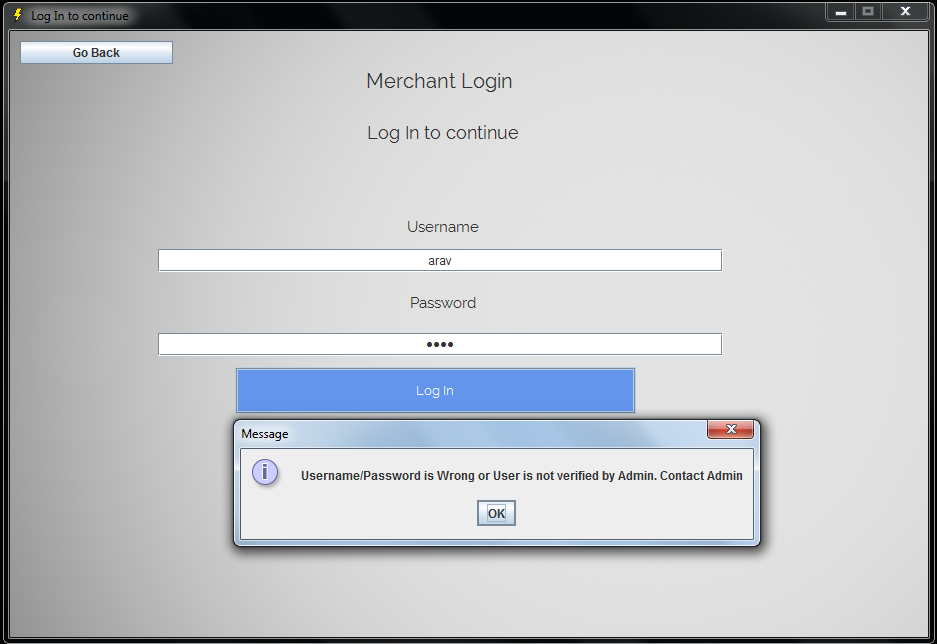 Log In to continue
Go Back
Merchant Login
Log In to continue
Username
arav
Password
••••
Log In
Message
Username/Password is Wrong or User is not verified by Admin. Contact Admin
OK